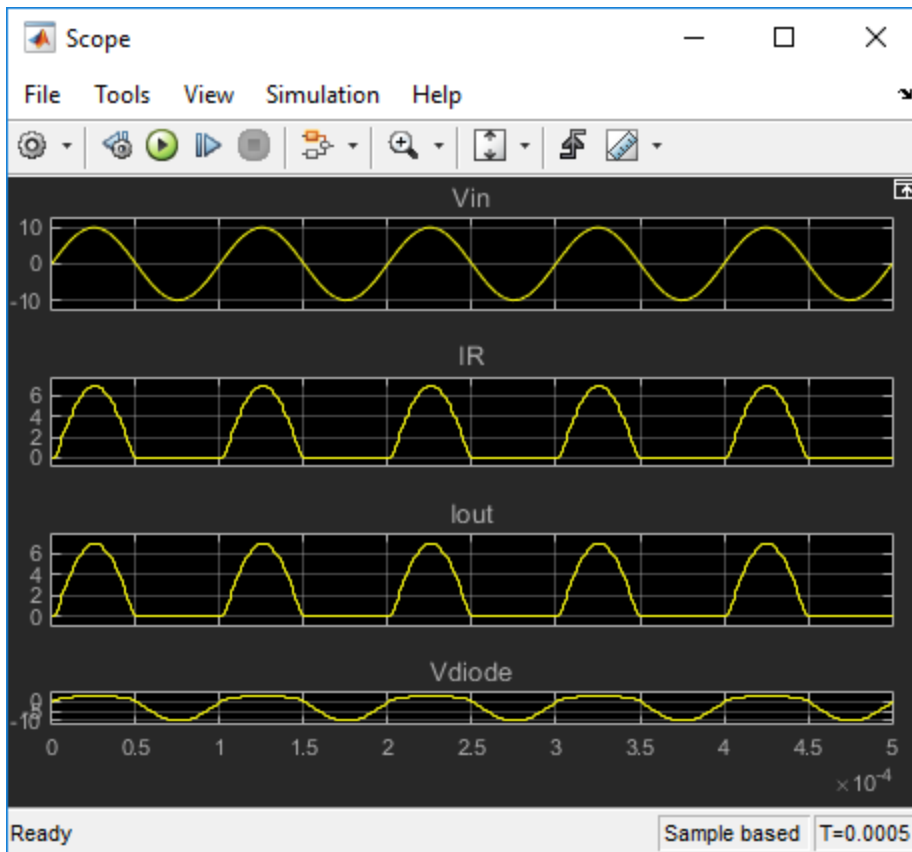 Scope
File Tools View Simulation Help
Vin
10
0
-10
IR
6
4
2
0
Iout
6
4
2
0
Vdiode
0
-10
0 0.5 1 1.5 2 2.5 3 3.5 4 4.5 5
×10-4
Ready Sample based T=0.0005